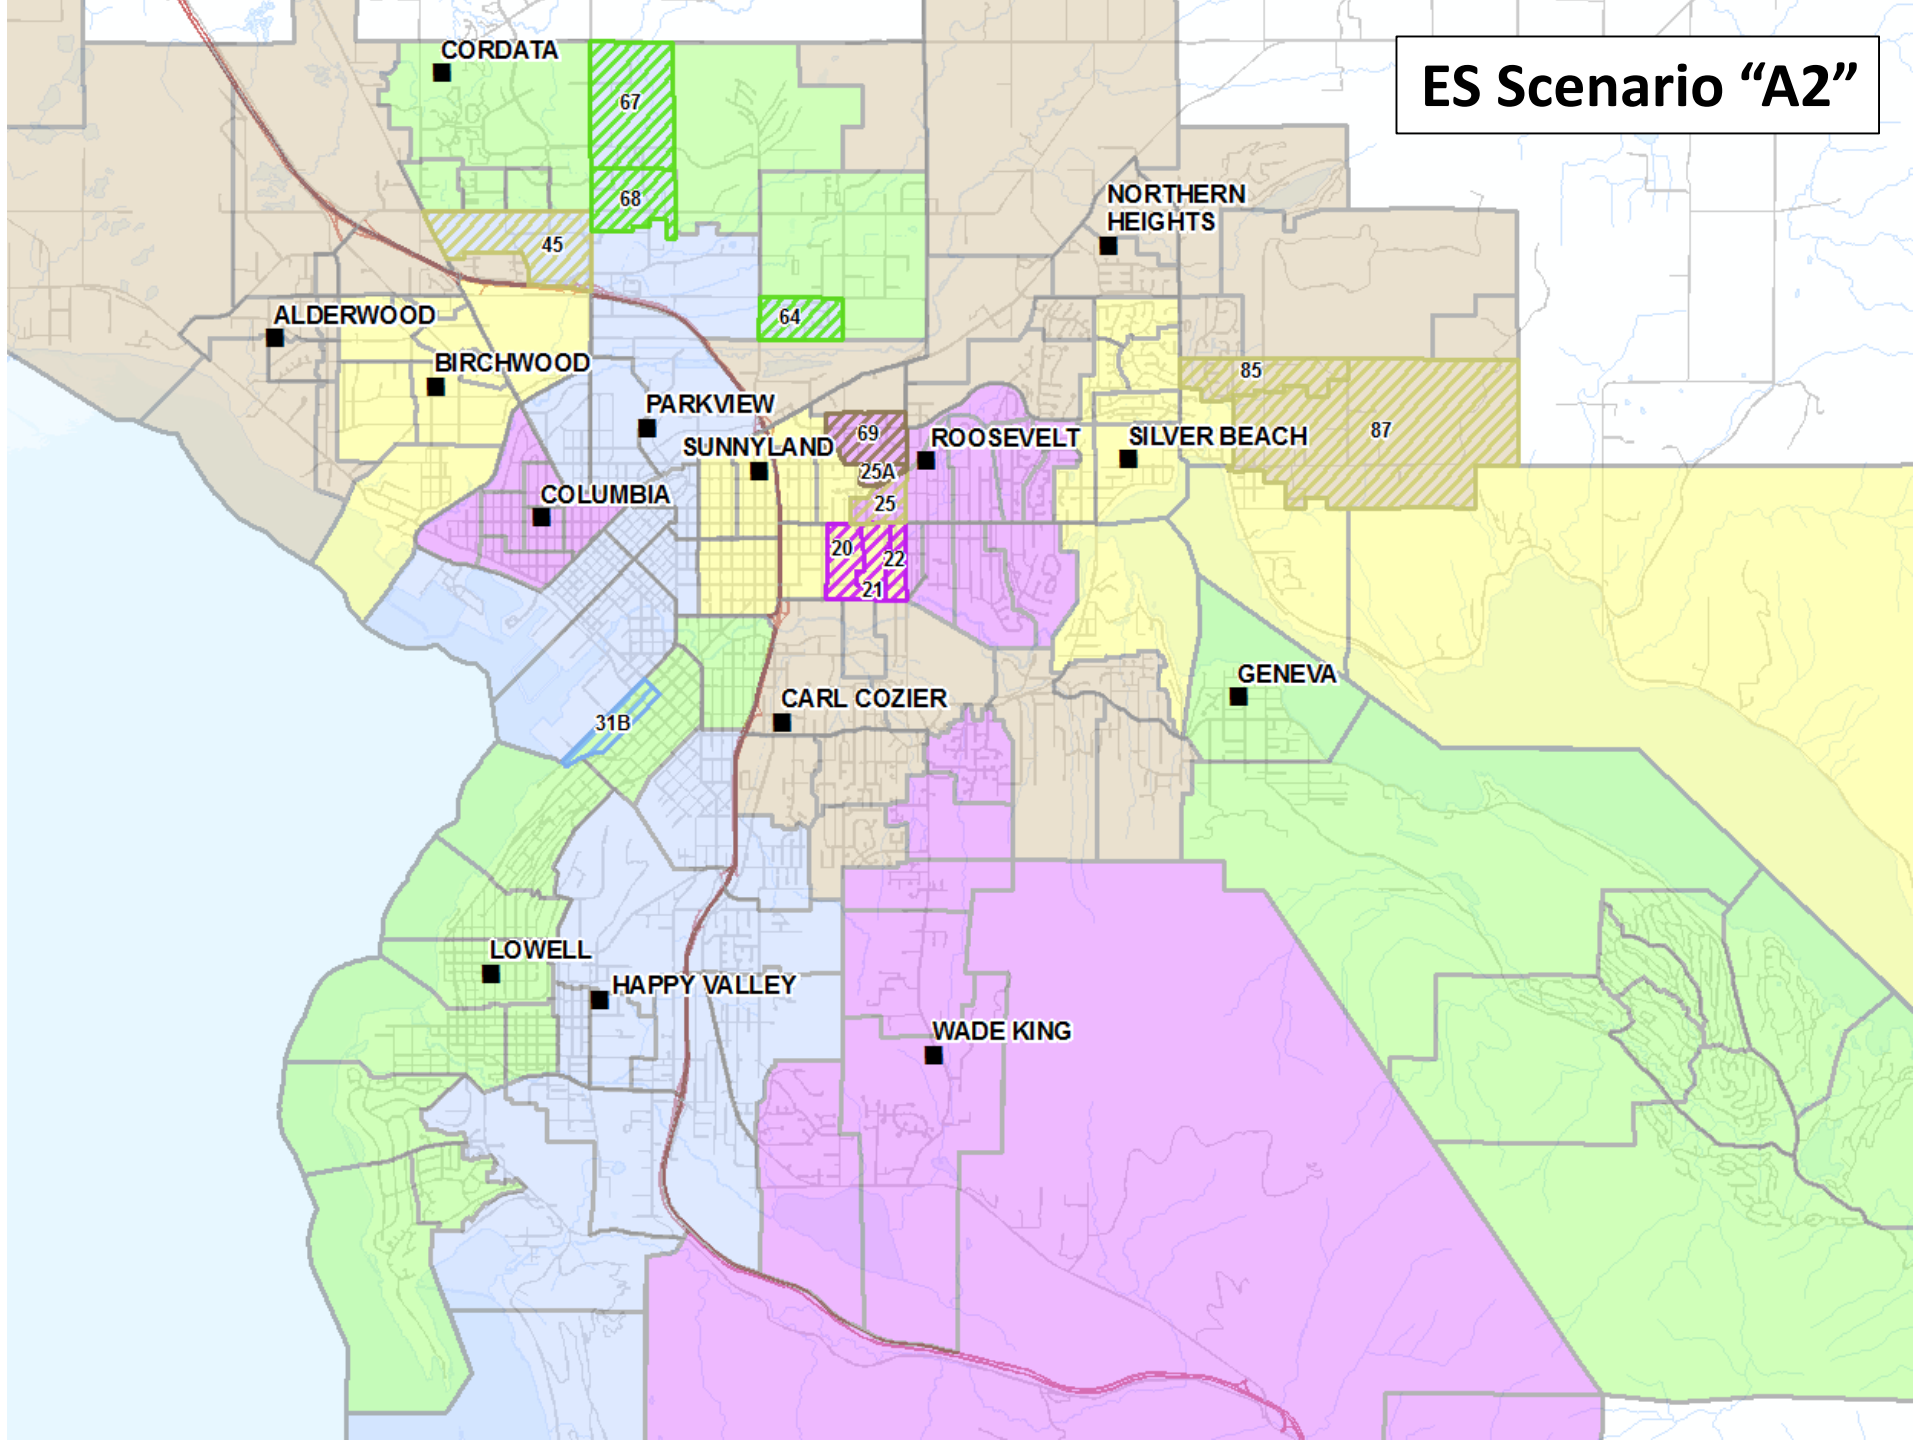 CORDATA
ES Scenario “A2”
67
68
NORTHERN
HEIGHTS
45
ALDERWOOD
64
BIRCHWOOD
85
PARKVIEW
87
69
SUNNYLAND
ROOSEVELT
SILVER BEACH
25A
COLUMBIA
25
20
22
21
GENEVA
CARL COZIER
31B
LOWELL
HAPPY VALLEY
WADE KING